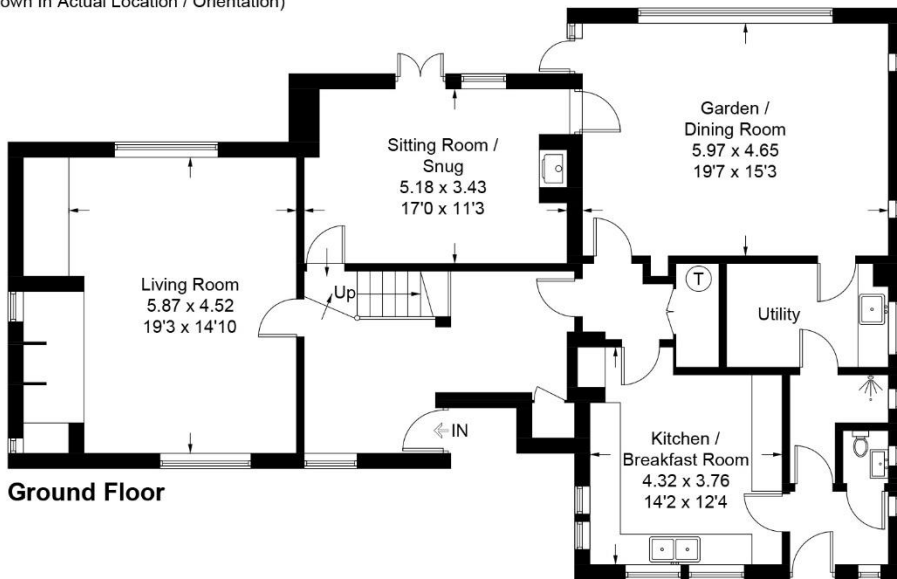 own In Actual Location / Orientation)
Garden /
Dining Room
5.97 x 4.65
19'7 x 15'3
Sitting Room /
Snug
5.18 x 3.43
17'0 x 11'3
Living Room
5.87 x 4.52
19'3 x 14'10
Up
T
Utility
IN
Kitchen /
Breakfast Room
4.32 x 3.76
14'2 x 12'4
Ground Floor